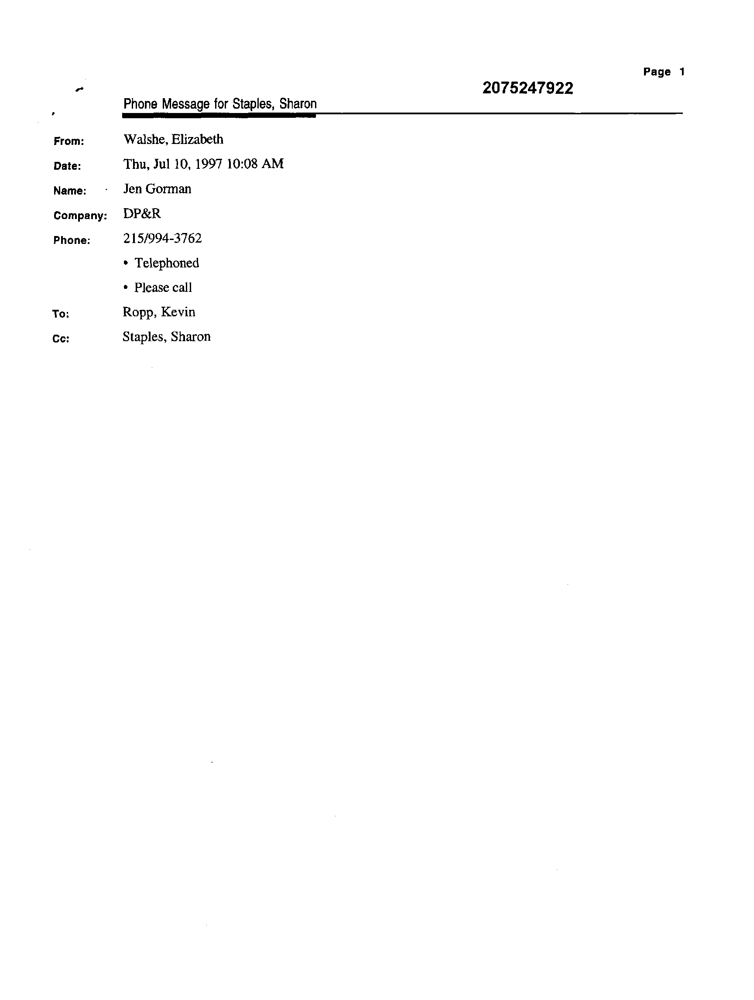 Page 1
2075247922
Phone Message for Staples, Sharon
From: Walshe, Elizabeth
Date: Thu, Jul 10, 1997 10:08 AM
Name: Jen Gorman
Company: DP&R
Phone: 215/994-3762
• Telephoned
• Please call
To: Ropp, Kevin
Cc: Staples, Sharon